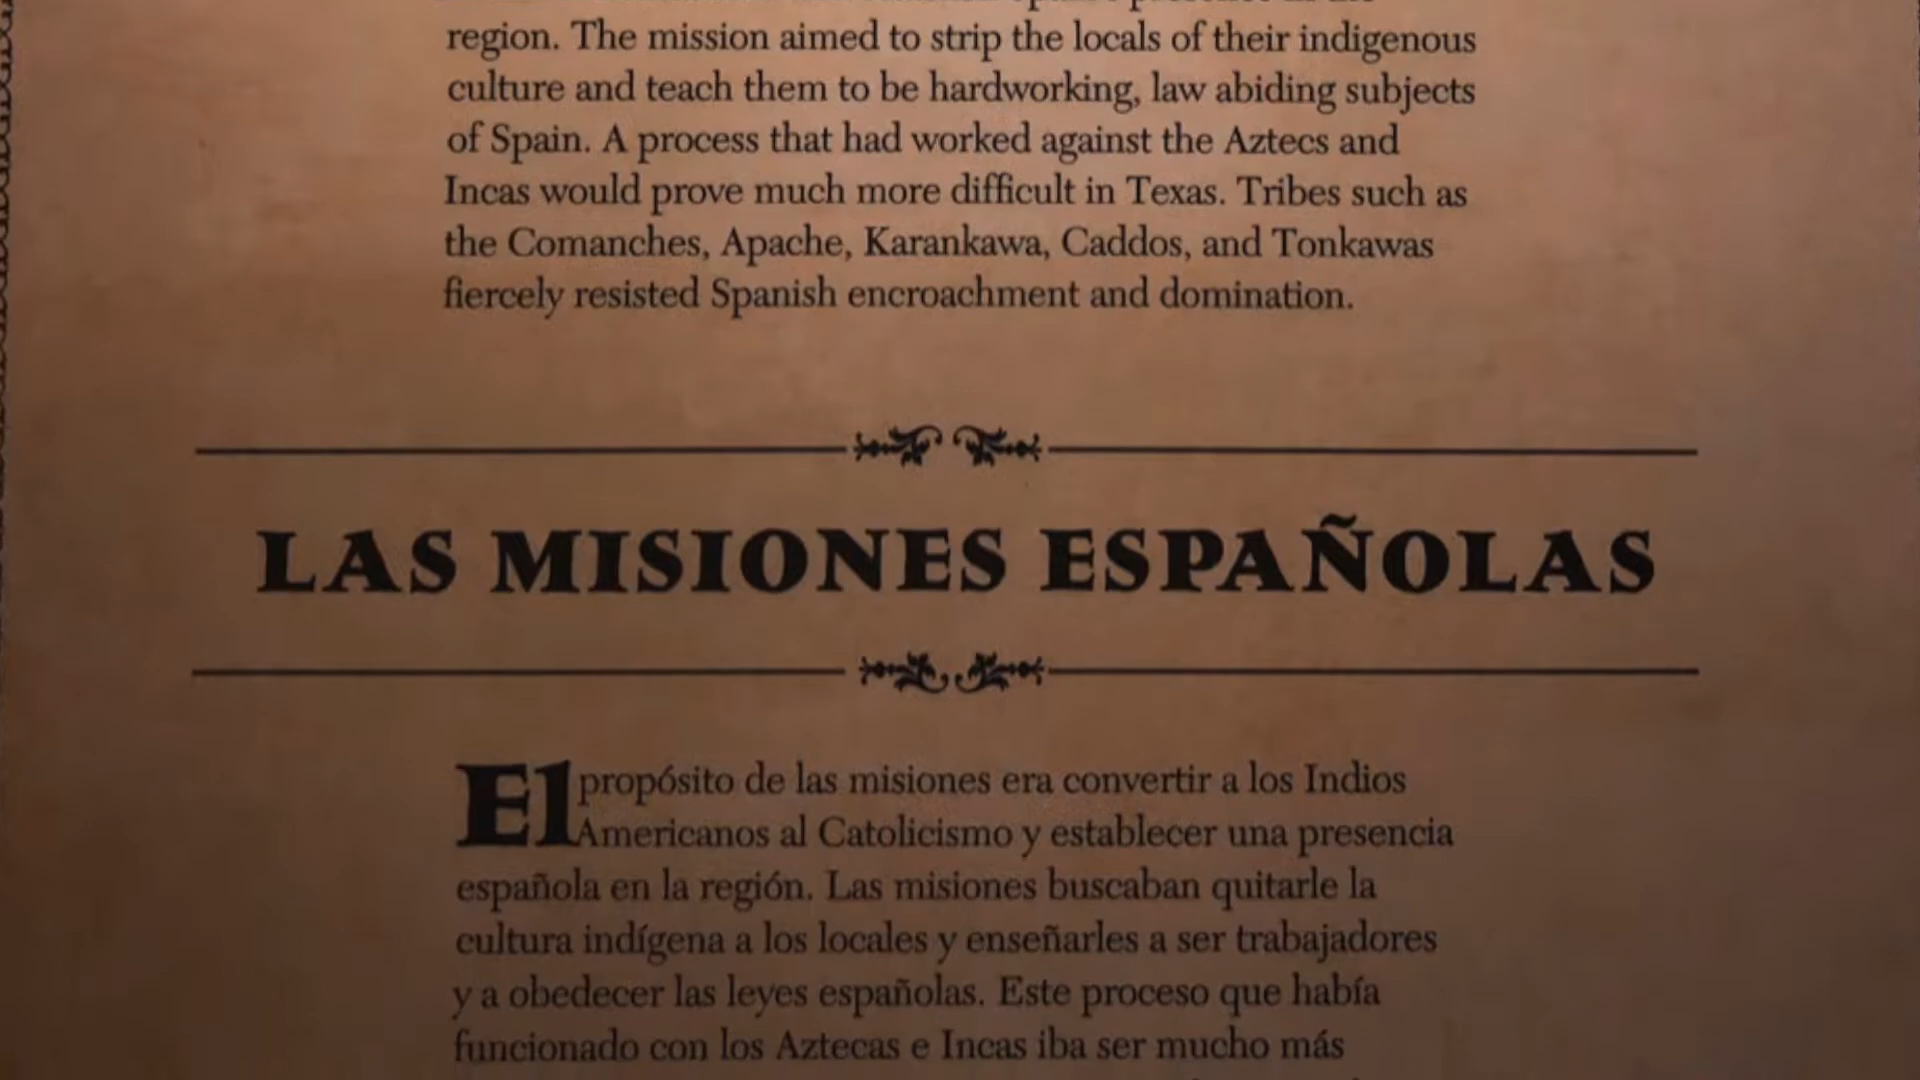 region. The mission aimed to strip the locals of their indigenous
culture and teach them to be hardworking, law abiding subjects
of Spain. A process that had worked against the Aztecs and
Incas would prove much more difficult in Texas. Tribes such as
the Comanches, Apache, Karankawa, Caddos, and Tonkawas
fiercely resisted Spanish encroachment and domination.
LAS MISIONES ESPAÑOLAS
El propósito de las misiones era convertir a los Indios
Americanos al Catolicismo y establecer una presencia
española en la región. Las misiones buscaban quitarle la
cultura indígena a los locales y enseñarles a ser trabajadores
y a obedecer las leyes españolas. Este proceso que había
funcionado con los Aztecas e Incas iba ser mucho más